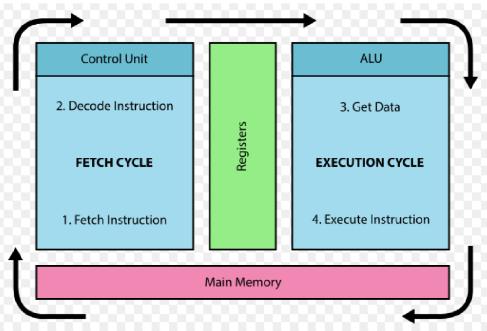 Control Unit
2. Decode Instruction
FETCH CYCLE
1. Fetch Instruction
Registers
ALU
3. Get Data
EXECUTION CYCLE
4. Execute Instruction
Main Memory